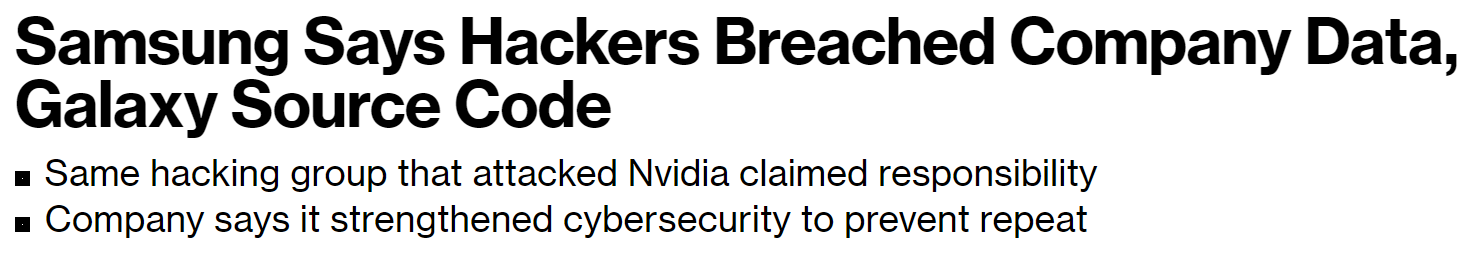 Samsung Says Hackers Breached Company Data,
Galaxy Source Code
Same hacking group that attacked Nvidia claimed responsibility
Company says it strengthened cybersecurity to prevent repeat